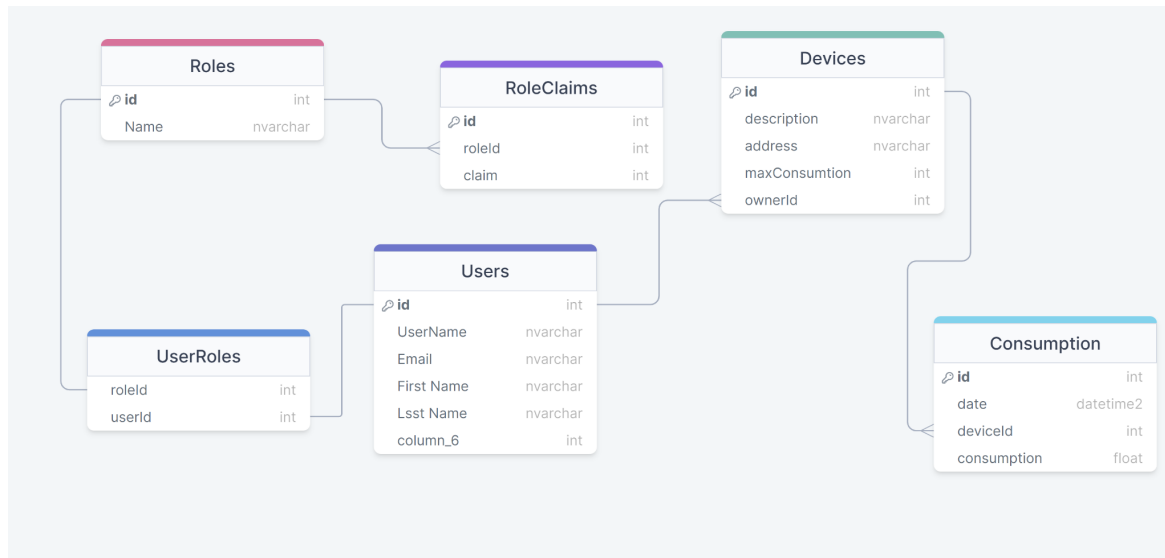 Roles
id int
Name nvarchar
RoleClaims
id int
roleId int
claim int
Devices
id int
description nvarchar
address nvarchar
maxConsumtion int
ownerId int
Users
id int
UserName nvarchar
Email nvarchar
First Name nvarchar
Lsst Name nvarchar
column_6 int
UserRoles
roleId int
userId int
Consumption
id int
date datetime2
deviceId int
consumption float